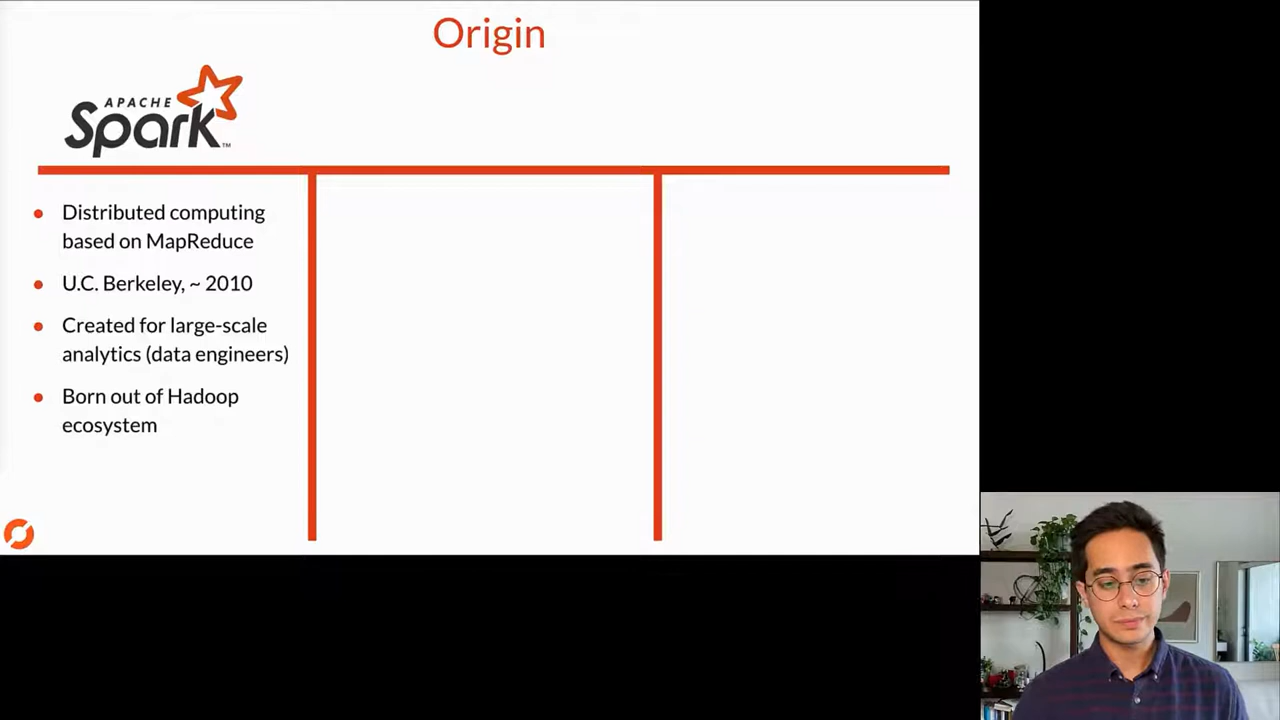 Origin
APACHE
Spark™
Distributed computing
based on MapReduce
U.C. Berkeley, ~ 2010
Created for large-scale
analytics (data engineers)
Born out of Hadoop
ecosystem